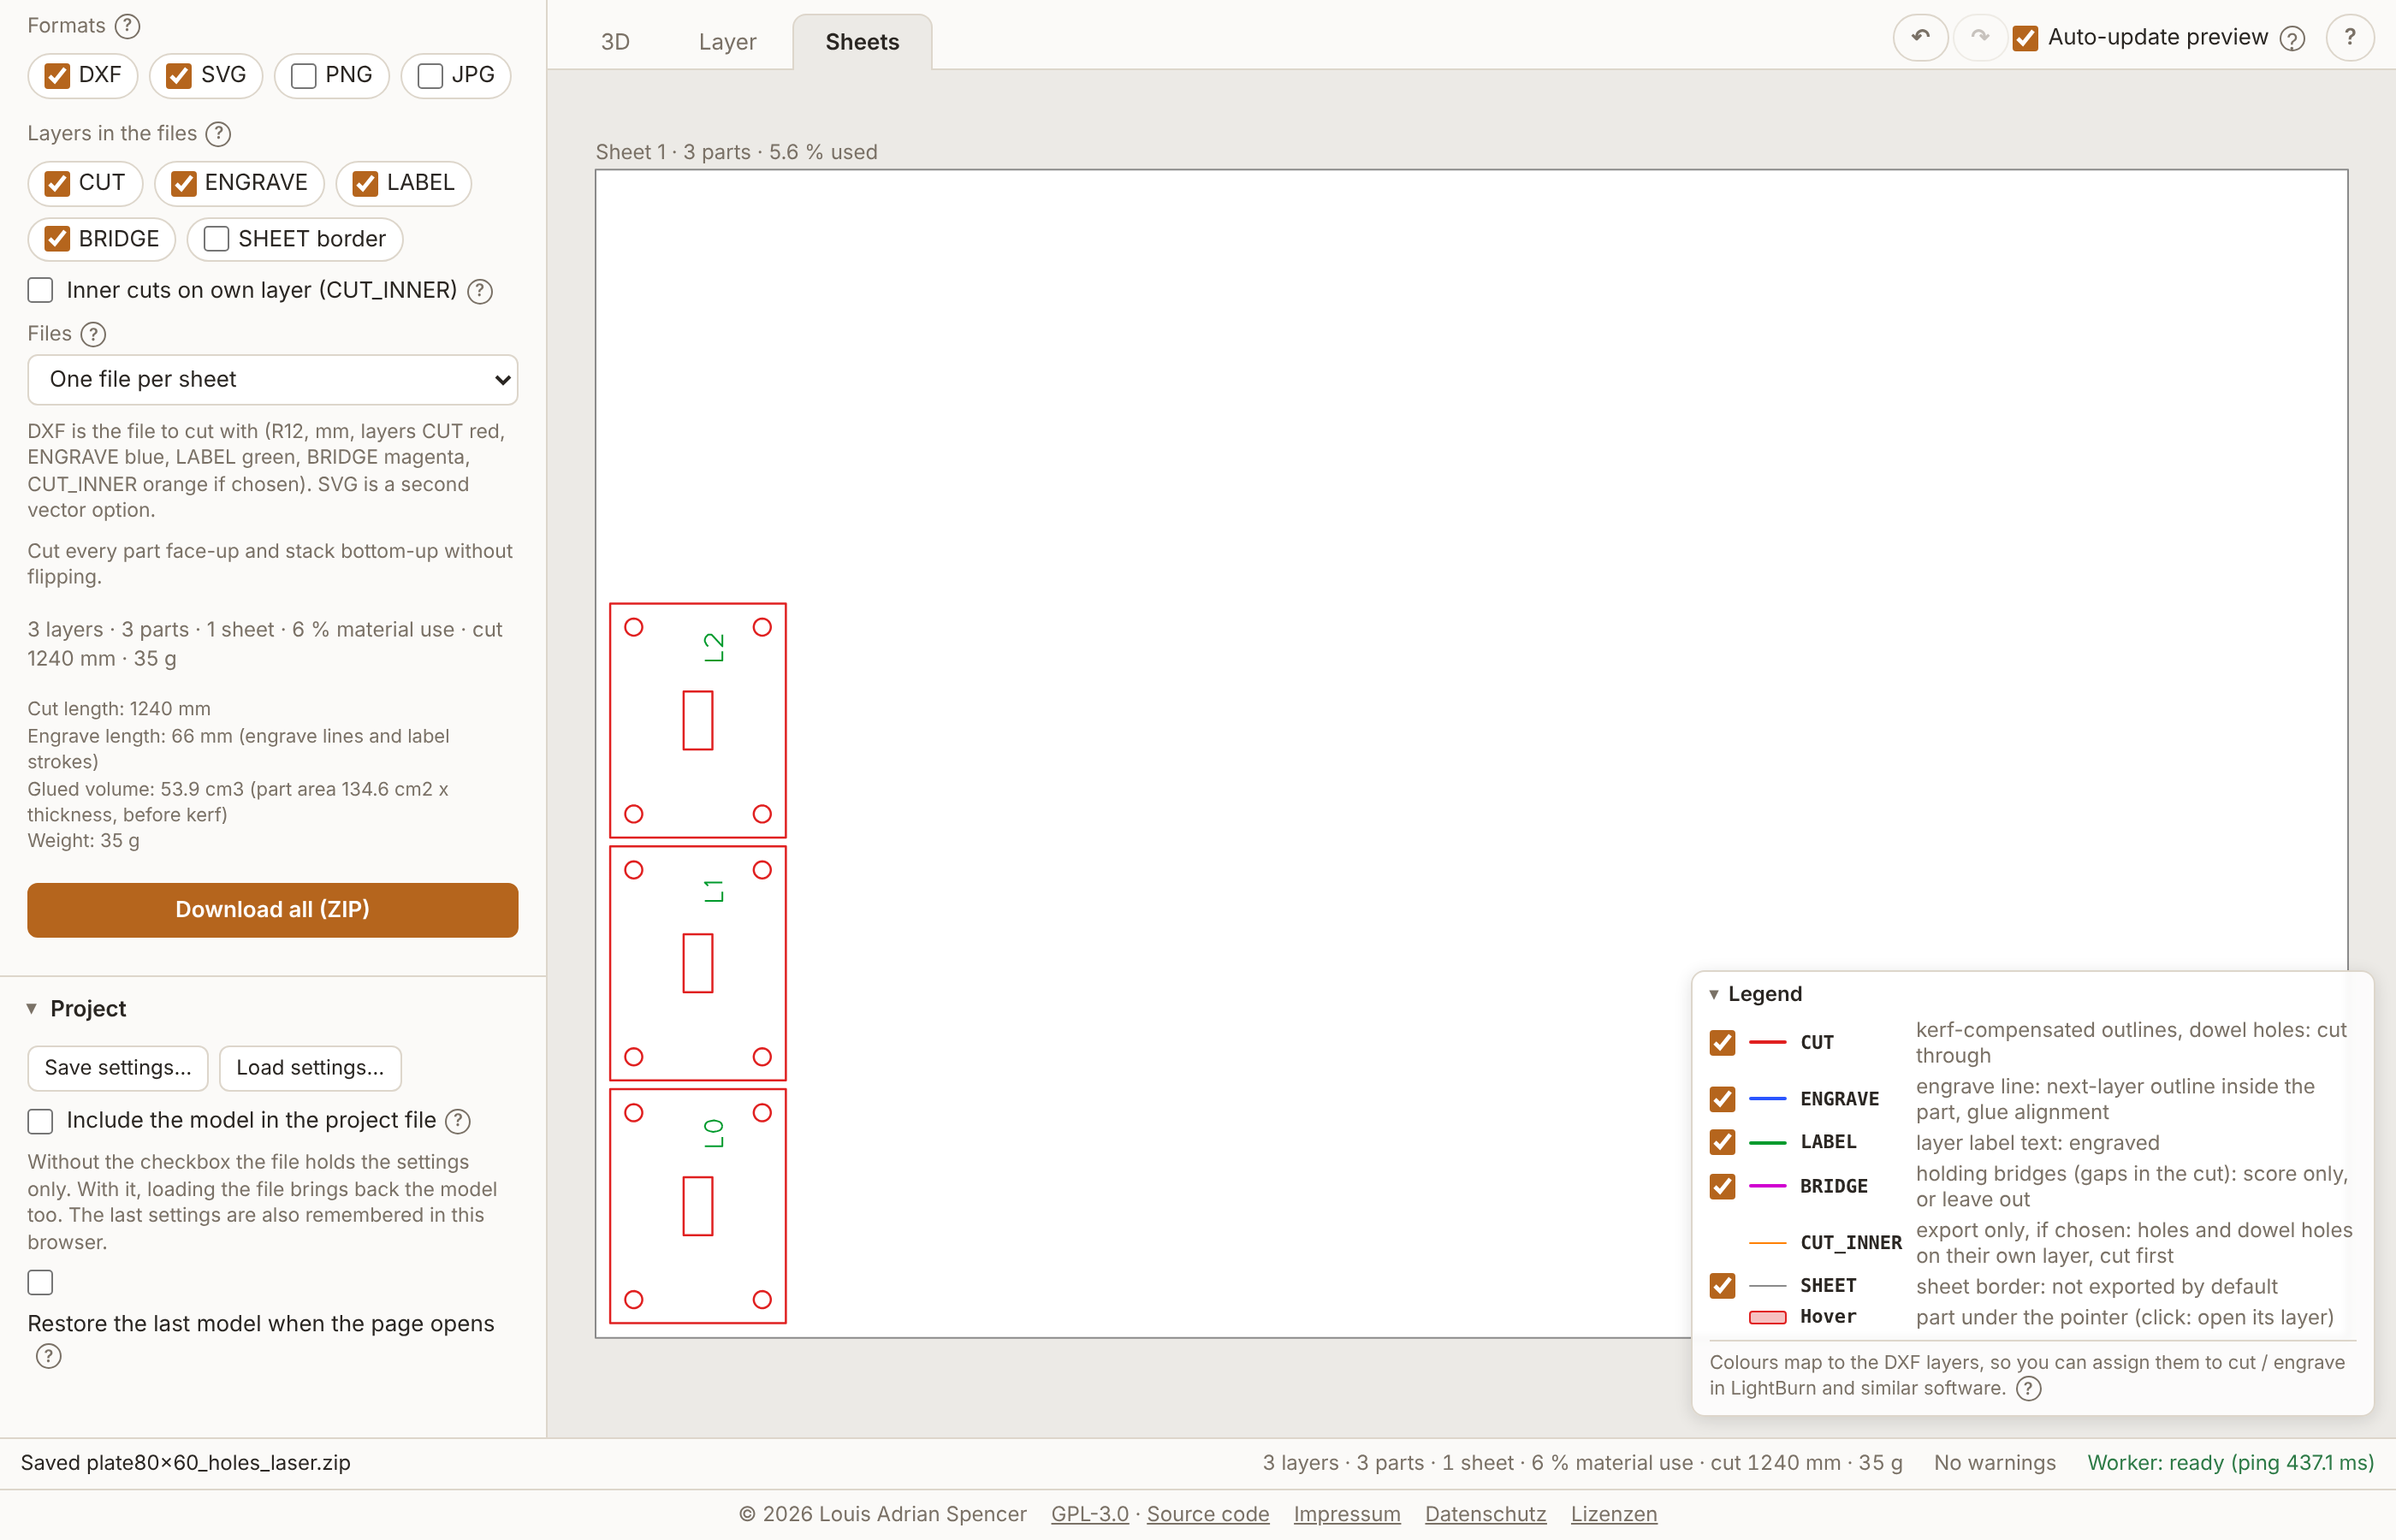 Formats ?
DXF SVG PNG JPG
Layers in the files ?
CUT ENGRAVE LABEL
BRIDGE SHEET border
Inner cuts on own layer (CUT_INNER) ?
Files ?
One file per sheet
DXF is the file to cut with (R12, mm, layers CUT red,
ENGRAVE blue, LABEL green, BRIDGE magenta,
CUT_INNER orange if chosen). SVG is a second
vector option.
Cut every part face-up and stack bottom-up without
flipping.
3 layers · 3 parts · 1 sheet · 6 % material use · cut
1240 mm · 35 g
Cut length: 1240 mm
Engrave length: 66 mm (engrave lines and label
strokes)
Glued volume: 53.9 cm3 (part area 134.6 cm2 x
thickness, before kerf)
Weight: 35 g
Download all (ZIP)
▼ Project
Save settings... Load settings...
Include the model in the project file ?
Without the checkbox the file holds the settings
only. With it, loading the file brings back the model
too. The last settings are also remembered in this
browser.
Restore the last model when the page opens
?
3D Layer Sheets
↶ ↷ Auto-update preview ? ?
Sheet 1 · 3 parts · 5.6 % used
L2
L1
L0
▼ Legend
CUT kerf-compensated outlines, dowel holes: cut
through
ENGRAVE engrave line: next-layer outline inside the
part, glue alignment
LABEL layer label text: engraved
BRIDGE holding bridges (gaps in the cut): score only,
or leave out
CUT_INNER export only, if chosen: holes and dowel holes
on their own layer, cut first
SHEET sheet border: not exported by default
Hover part under the pointer (click: open its layer)
Colours map to the DXF layers, so you can assign them to cut / engrave
in LightBurn and similar software. ?
Saved plate80×60_holes_laser.zip
3 layers · 3 parts · 1 sheet · 6 % material use · cut 1240 mm · 35 g No warnings Worker: ready (ping 437.1 ms)
© 2026 Louis Adrian Spencer GPL-3.0 · Source code Impressum Datenschutz Lizenzen